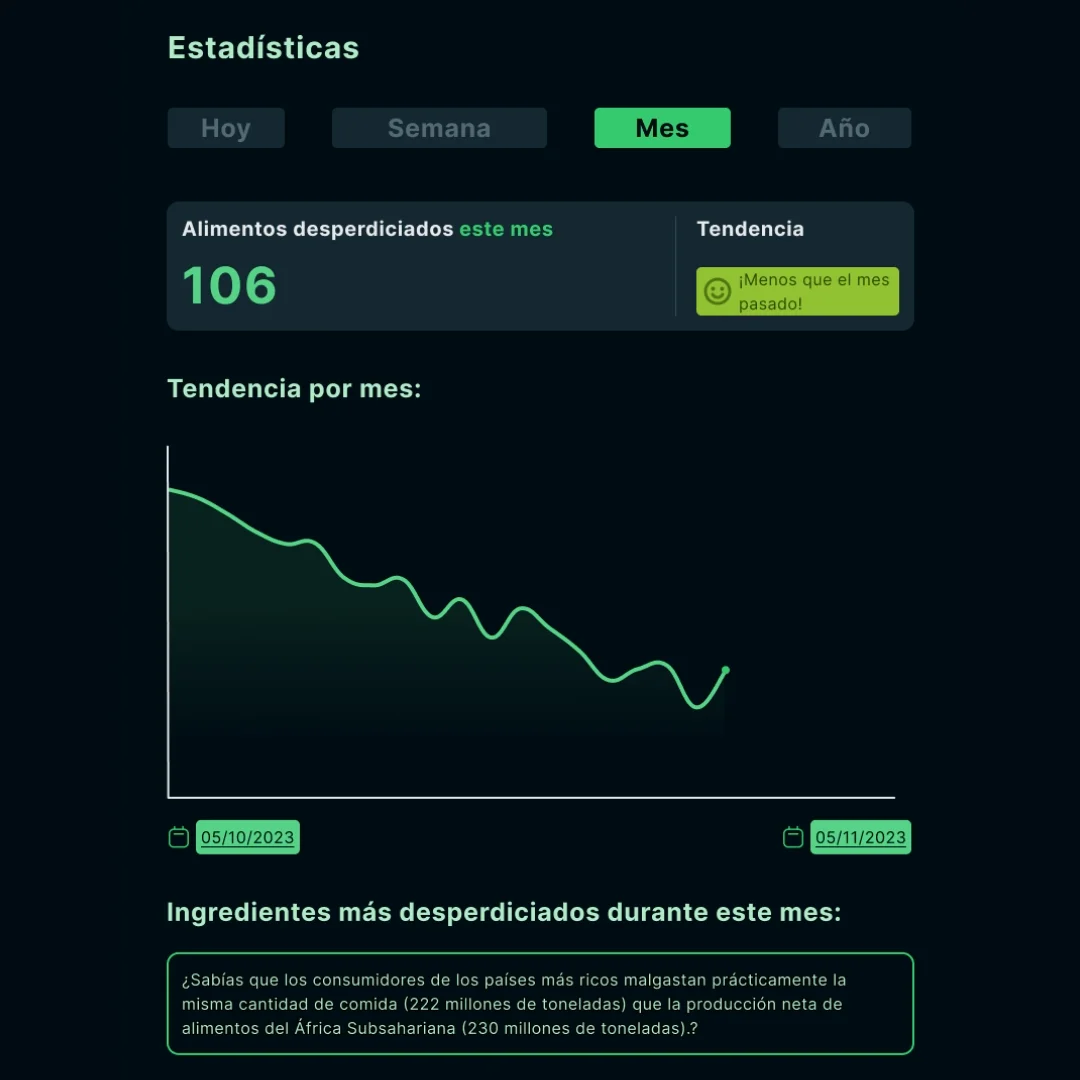 Estadísticas
Hoy
Semana
Mes
Año
Alimentos desperdiciados este mes
106
Tendencia
¡Menos que el mes
pasado!
Tendencia por mes:
05/10/2023
05/11/2023
Ingredientes más desperdiciados durante este mes:
¿Sabías que los consumidores de los países más ricos malgastan prácticamente la
misma cantidad de comida (222 millones de toneladas) que la producción neta de
alimentos del África Subsahariana (230 millones de toneladas).?